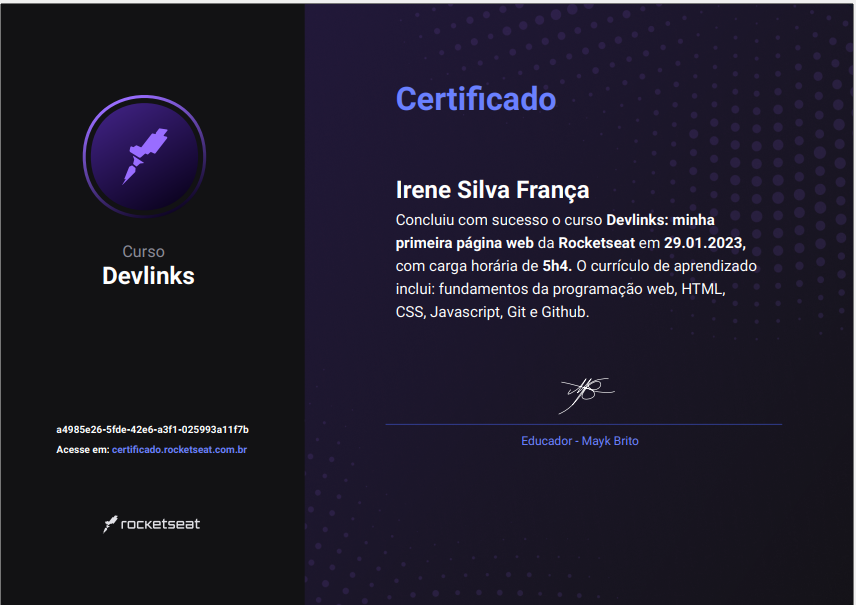 Curso
Devlinks
a4985e26-5fde-42e6-a3f1-025993a11f7b
Acesse em: certificado.rocketseat.com.br
rocketseat
Certificado
Irene Silva França
Concluiu com sucesso o curso Devlinks: minha
primeira página web da Rocketseat em 29.01.2023,
com carga horária de 5h4. O currículo de aprendizado
inclui: fundamentos da programação web, HTML,
CSS, Javascript, Git e Github.
Educador - Mayk Brito